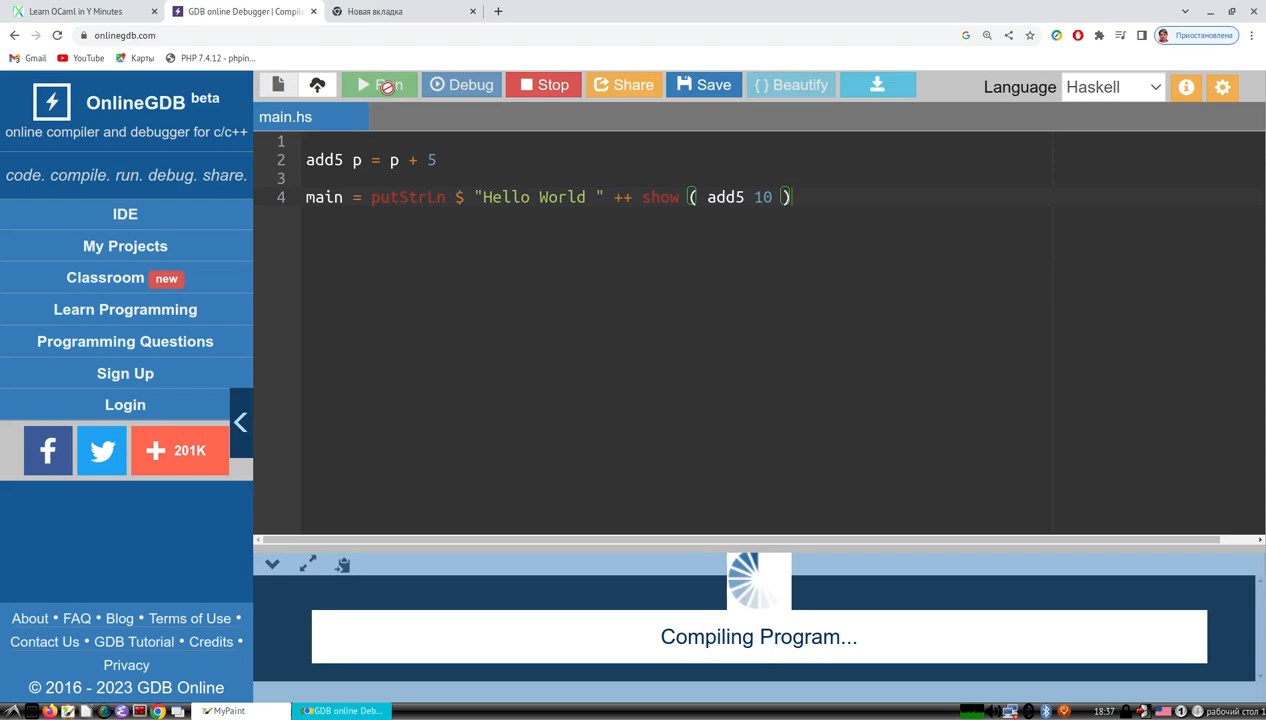 Learn OCaml in Y Minutes
GDB online Debugger | Compile
Новая вкладка
onlinegdb.com
Приостановлена
Gmail
YouTube
Карты
PHP 7.4.12 - phpin...
OnlineGDB beta
online compiler and debugger for c/c++
code. compile. run. debug. share.
IDE
My Projects
Classroom new
Learn Programming
Programming Questions
Sign Up
Login
201K
About • FAQ • Blog • Terms of Use •
Contact Us • GDB Tutorial • Credits •
Privacy
© 2016 - 2023 GDB Online
Run
Debug
Stop
Share
Save
{ } Beautify
Language
Haskell
main.hs
1
2 add5 p = p + 5
3
4 main = putStrLn $ "Hello World " ++ show ( add5 10 )
Compiling Program...
MyPaint
GDB online Deb...
18:37
рабочий стол 1